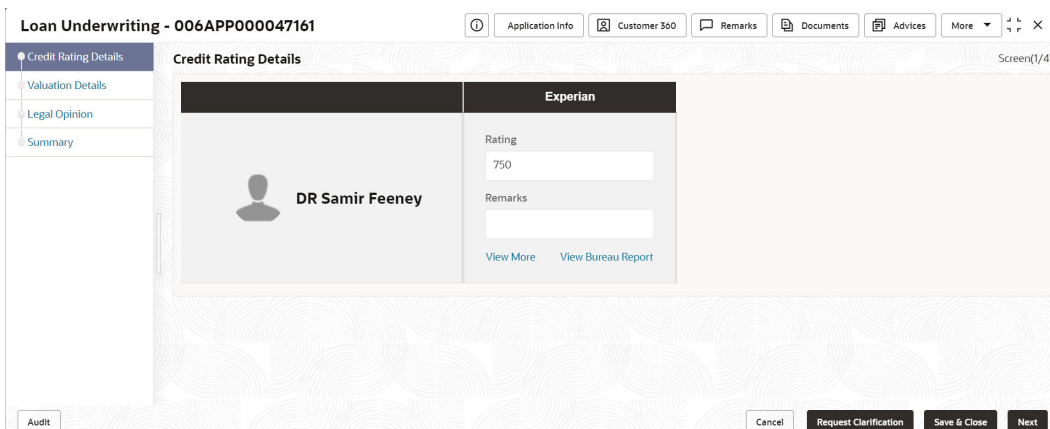 Loan Underwriting - 006APP000047161
Application Info
Customer 360
Remarks
Documents
Advices
More
Credit Rating Details
Valuation Details
Legal Opinion
Summary
Credit Rating Details
Screen(1/4
Experian
DR Samir Feeney
Rating
750
Remarks
View More View Bureau Report
Audit
Cancel
Request Clarification
Save & Close
Next